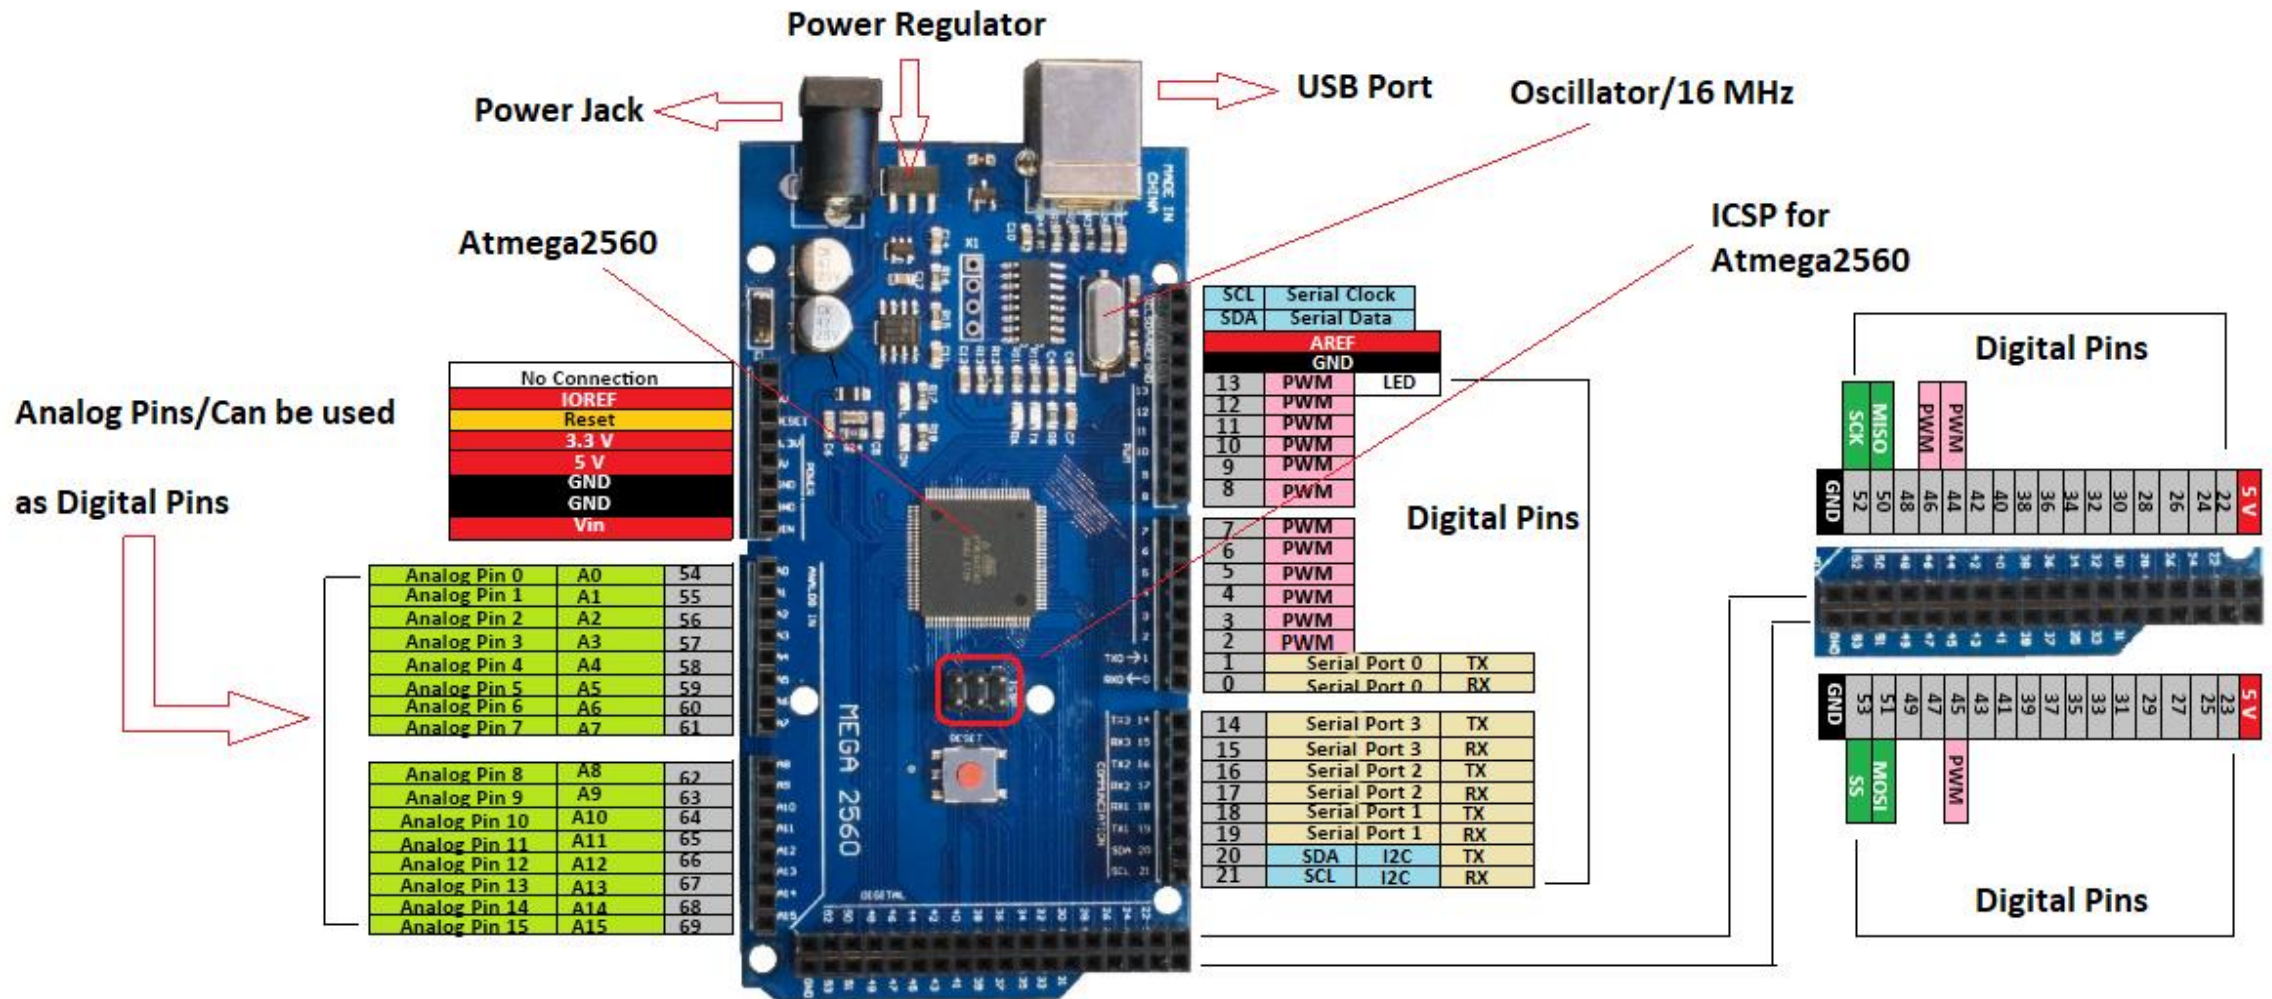 Power Regulator
Power Jack
USB Port
Oscillator/16 MHz
Atmega2560
ICSP for
Atmega2560
Analog Pins/Can be used
as Digital Pins
No Connection
IOREF
Reset
3.3 V
5 V
GND
GND
Vin
Analog Pin 0 A0 54
Analog Pin 1 A1 55
Analog Pin 2 A2 56
Analog Pin 3 A3 57
Analog Pin 4 A4 58
Analog Pin 5 A5 59
Analog Pin 6 A6 60
Analog Pin 7 A7 61
Analog Pin 8 A8 62
Analog Pin 9 A9 63
Analog Pin 10 A10 64
Analog Pin 11 A11 65
Analog Pin 12 A12 66
Analog Pin 13 A13 67
Analog Pin 14 A14 68
Analog Pin 15 A15 69
MADE IN
CHINA
X1
RESET
MEGA 2560
POWER
ANALOG IN
PWM
SCL Serial Clock
SDA Serial Data
AREF
GND
13 PWM LED
12 PWM
11 PWM
10 PWM
9 PWM
8 PWM
7 PWM
6 PWM
5 PWM
4 PWM
3 PWM
2 PWM
1 Serial Port 0 TX
0 Serial Port 0 RX
14 Serial Port 3 TX
15 Serial Port 3 RX
16 Serial Port 2 TX
17 Serial Port 2 RX
18 Serial Port 1 TX
19 Serial Port 1 RX
20 SDA I2C TX
21 SCL I2C RX
Digital Pins
Digital Pins
SCK MISO PWM PWM
GND 52 50 48 46 44 42 40 38 36 34 32 30 28 26 24 22 5 V
GND 53 51 49 47 45 43 41 39 37 35 33 31 29 27 25 23 5 V
SS MOSI PWM
Digital Pins